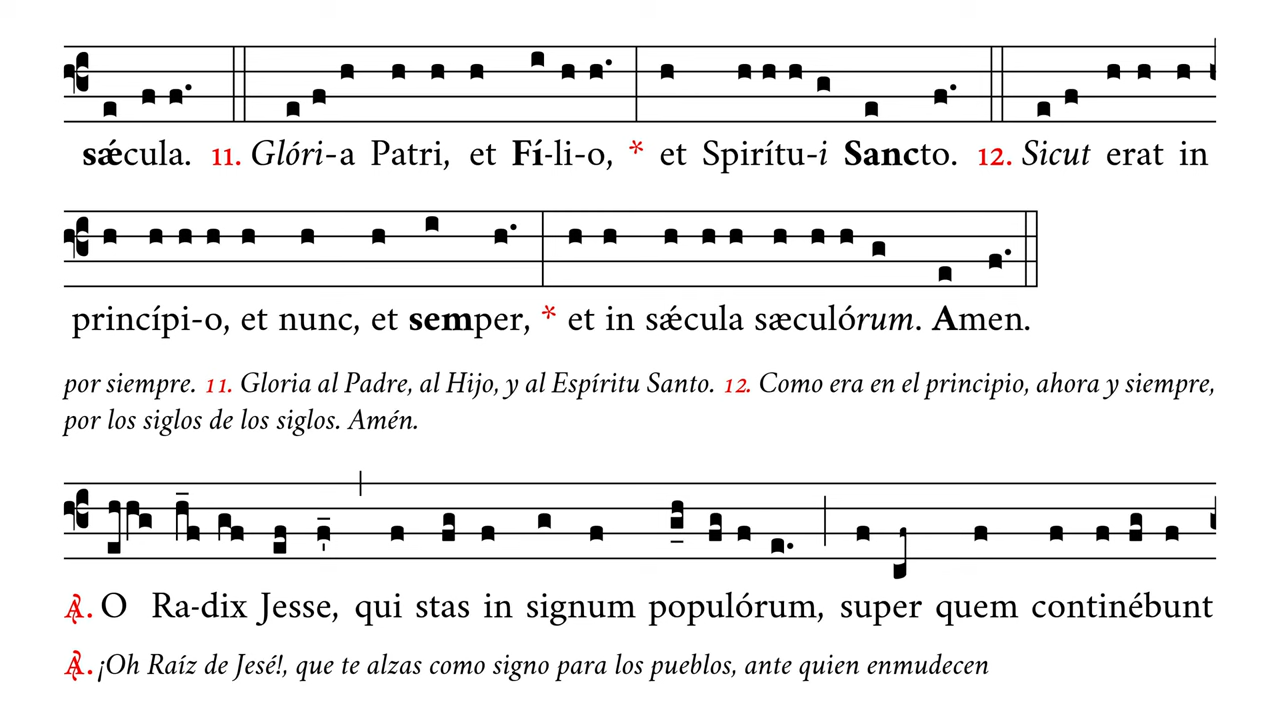 sǽcula. 11. Glóri-a Patri, et Fí-li-o, * et Spirítu-i Sancto. 12. Sicut erat in
princípi-o, et nunc, et semper, * et in sǽcula sæculórum. Amen.
por siempre. 11. Gloria al Padre, al Hijo, y al Espíritu Santo. 12. Como era en el principio, ahora y siempre,
por los siglos de los siglos. Amén.
A. O Ra-dix Jesse, qui stas in signum populórum, super quem continébunt
A. ¡Oh Raíz de Jesé!, que te alzas como signo para los pueblos, ante quien enmudecen